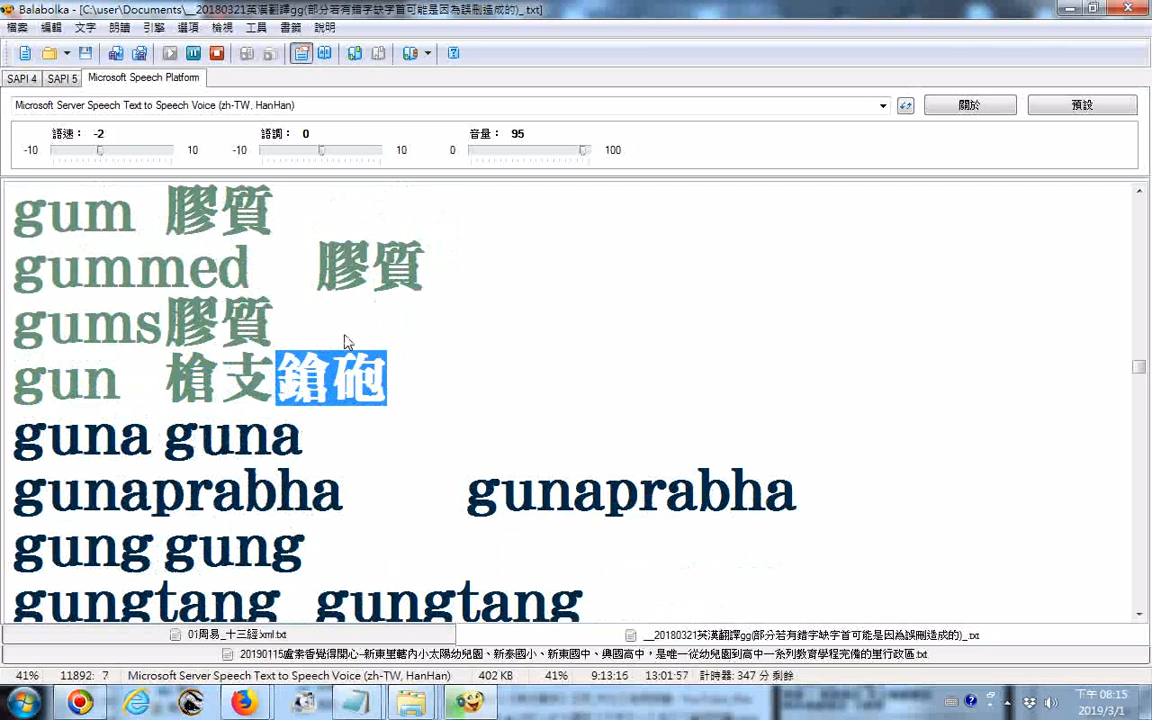 Balabolka - [C:\user\Documents\__20180321英漢翻譯gg(部分若有錯字缺字首可能是因為誤刪造成的)_.txt]
檔案 編輯 文字 朗讀 引擎 選項 檢視 工具 書籤 說明
SAPI 4 SAPI 5 Microsoft Speech Platform
Microsoft Server Speech Text to Speech Voice (zh-TW, HanHan) 關於 預設
語速： -2 語調： 0 音量： 95
-10 10 -10 10 0 100
gum 膠質
gummed 膠質
gums膠質
gun 槍支鎗砲
guna guna
gunaprabha gunaprabha
gung gung
gungtang gungtang
01周易_十三經.xml.txt __20180321英漢翻譯gg(部分若有錯字缺字首可能是因為誤刪造成的)_.txt
20190115盧素香覺得開心-新東里轄內小太陽幼兒園、新泰國小、新東國中、興國高中，是唯一從幼兒園到高中一系列教育學程完備的里行政區.txt
41% 11892: 7 Microsoft Server Speech Text to Speech Voice (zh-TW, HanHan) 402 KB 41% 9:13:15 13:01:57 計時器: 347 分 剩餘
下午 08:15
2019/3/1